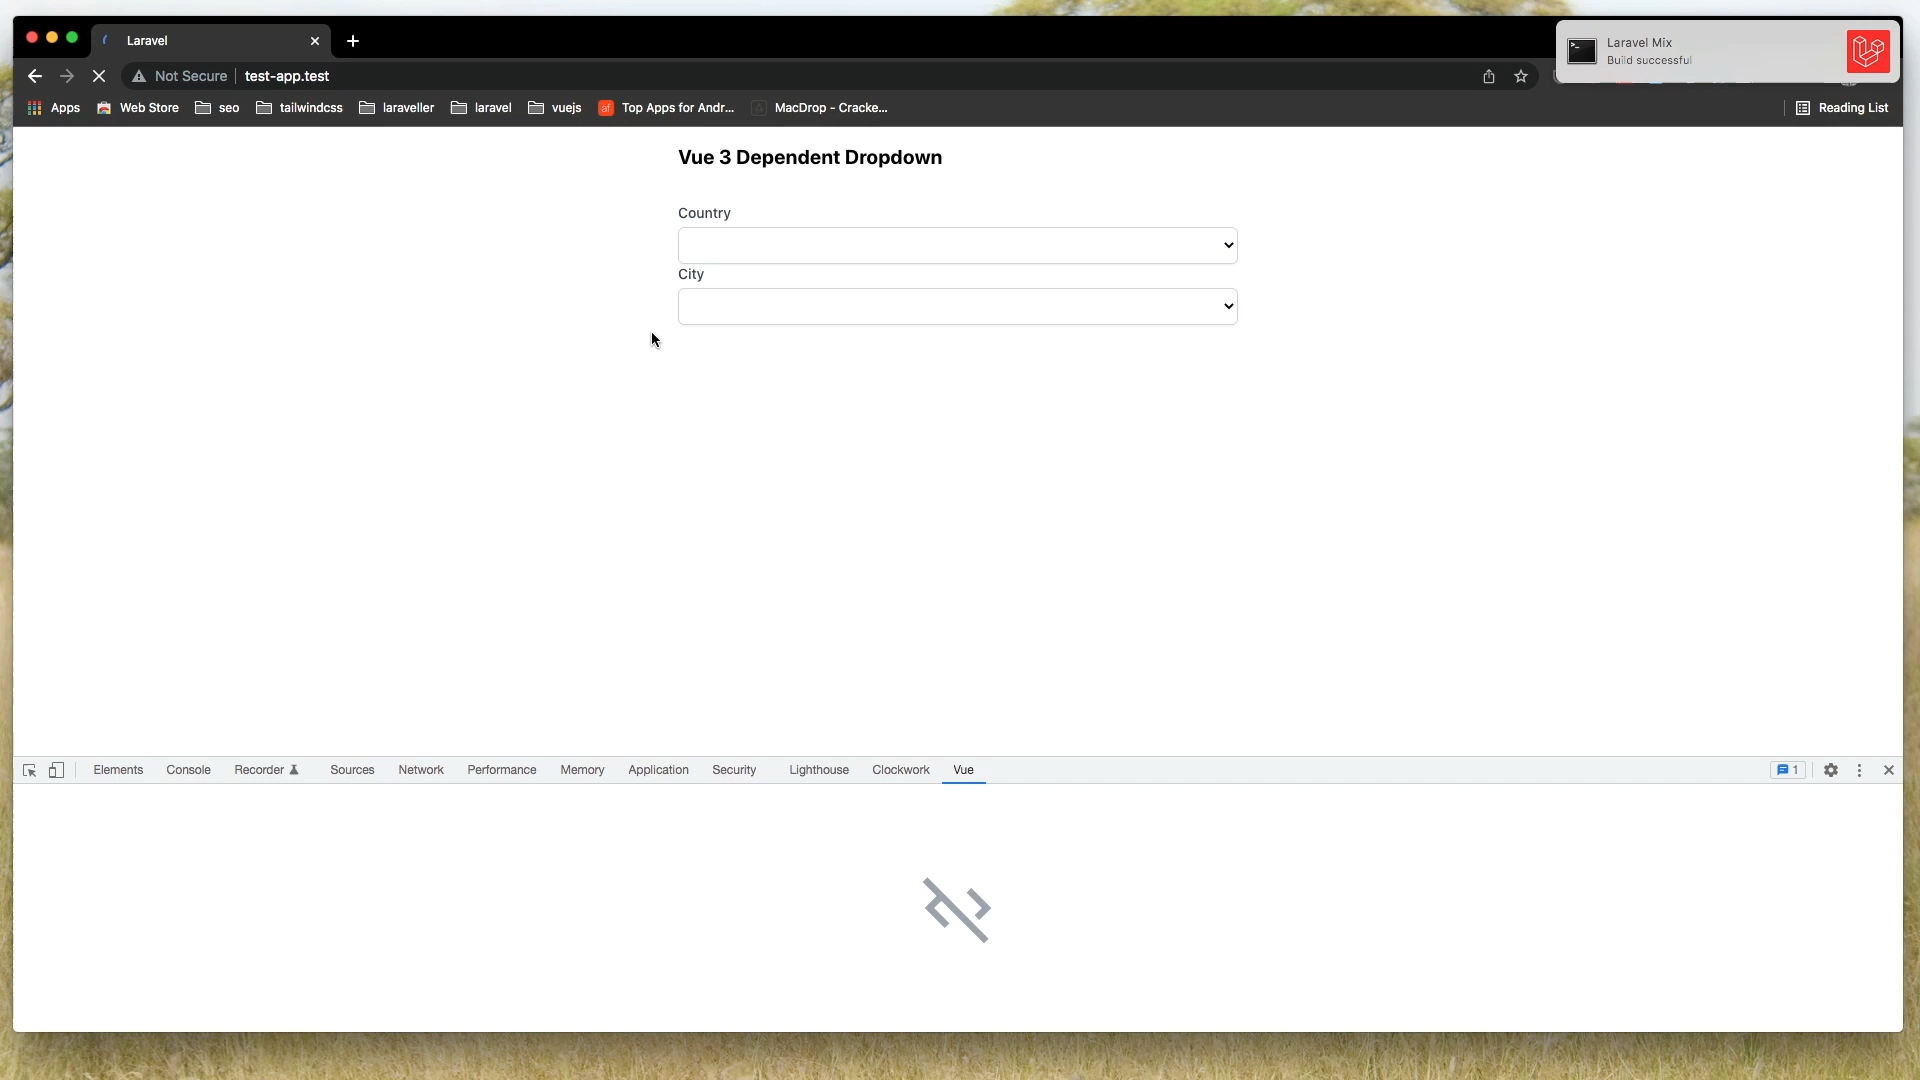 Laravel
Laravel Mix
Build successful
Not Secure
test-app.test
Apps
Web Store
seo
tailwindcss
laraveller
laravel
vuejs
af
Top Apps for Andr...
MacDrop - Cracke...
Reading List
Vue 3 Dependent Dropdown
Country
City
Elements
Console
Recorder
Sources
Network
Performance
Memory
Application
Security
Lighthouse
Clockwork
Vue
1